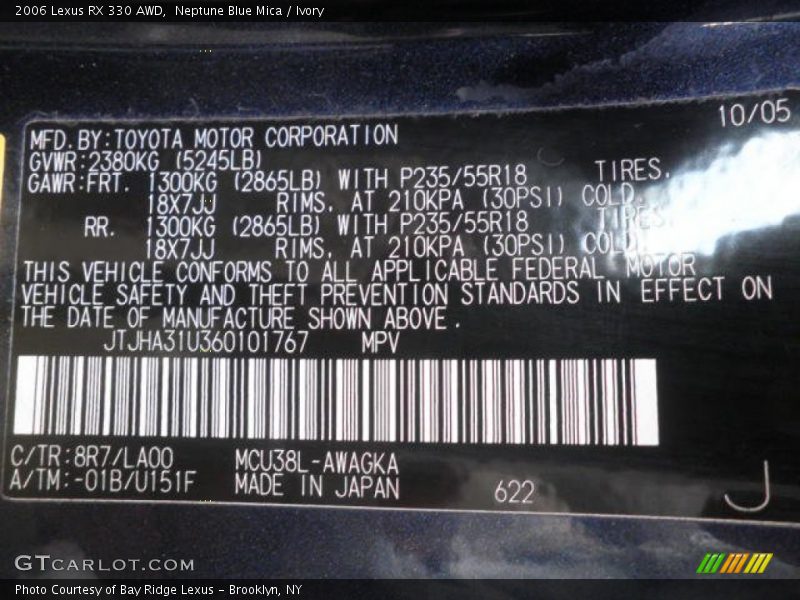 2006 Lexus RX 330 AWD, Neptune Blue Mica / Ivory
10/05
MFD. BY: TOYOTA MOTOR CORPORATION
GVWR: 2380KG (5245LB)
GAWR: FRT. 1300KG (2865LB) WITH P235/55R18 TIRES.
18X7JJ RIMS. AT 210KPA (30PSI) COLD.
RR. 1300KG (2865LB) WITH P235/55R18 TIRES.
18X7JJ RIMS. AT 210KPA (30PSI) COLD.
THIS VEHICLE CONFORMS TO ALL APPLICABLE FEDERAL MOTOR
VEHICLE SAFETY AND THEFT PREVENTION STANDARDS IN EFFECT ON
THE DATE OF MANUFACTURE SHOWN ABOVE.
JTJHA31U360101767 MPV
C/TR: 8R7/LA00 MCU38L-AWAGKA
A/TM: -01B/U151F MADE IN JAPAN 622 J
GTCARLOT.COM
Photo Courtesy of Bay Ridge Lexus - Brooklyn, NY